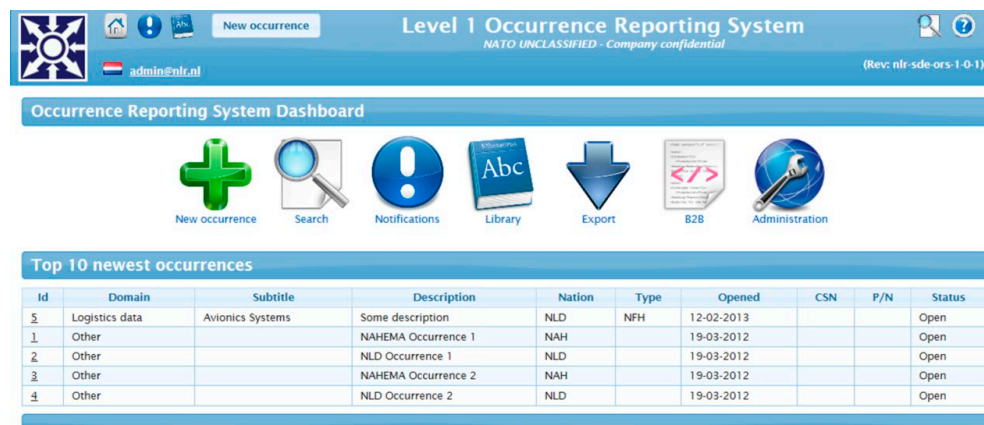 New occurrence
Level 1 Occurrence Reporting System
NATO UNCLASSIFIED - Company confidential
admin@nlr.nl
(Rev: nlr-sde-ors-1-0-1)
Occurrence Reporting System Dashboard
Abc
</>
New occurrence Search Notifications Library Export B2B Administration
Top 10 newest occurrences
Id Domain Subtitle Description Nation Type Opened CSN P/N Status
5 Logistics data Avionics Systems Some description NLD NFH 12-02-2013 Open
1 Other NAHEMA Occurrence 1 NAH 19-03-2012 Open
2 Other NLD Occurrence 1 NLD 19-03-2012 Open
3 Other NAHEMA Occurrence 2 NAH 19-03-2012 Open
4 Other NLD Occurrence 2 NLD 19-03-2012 Open